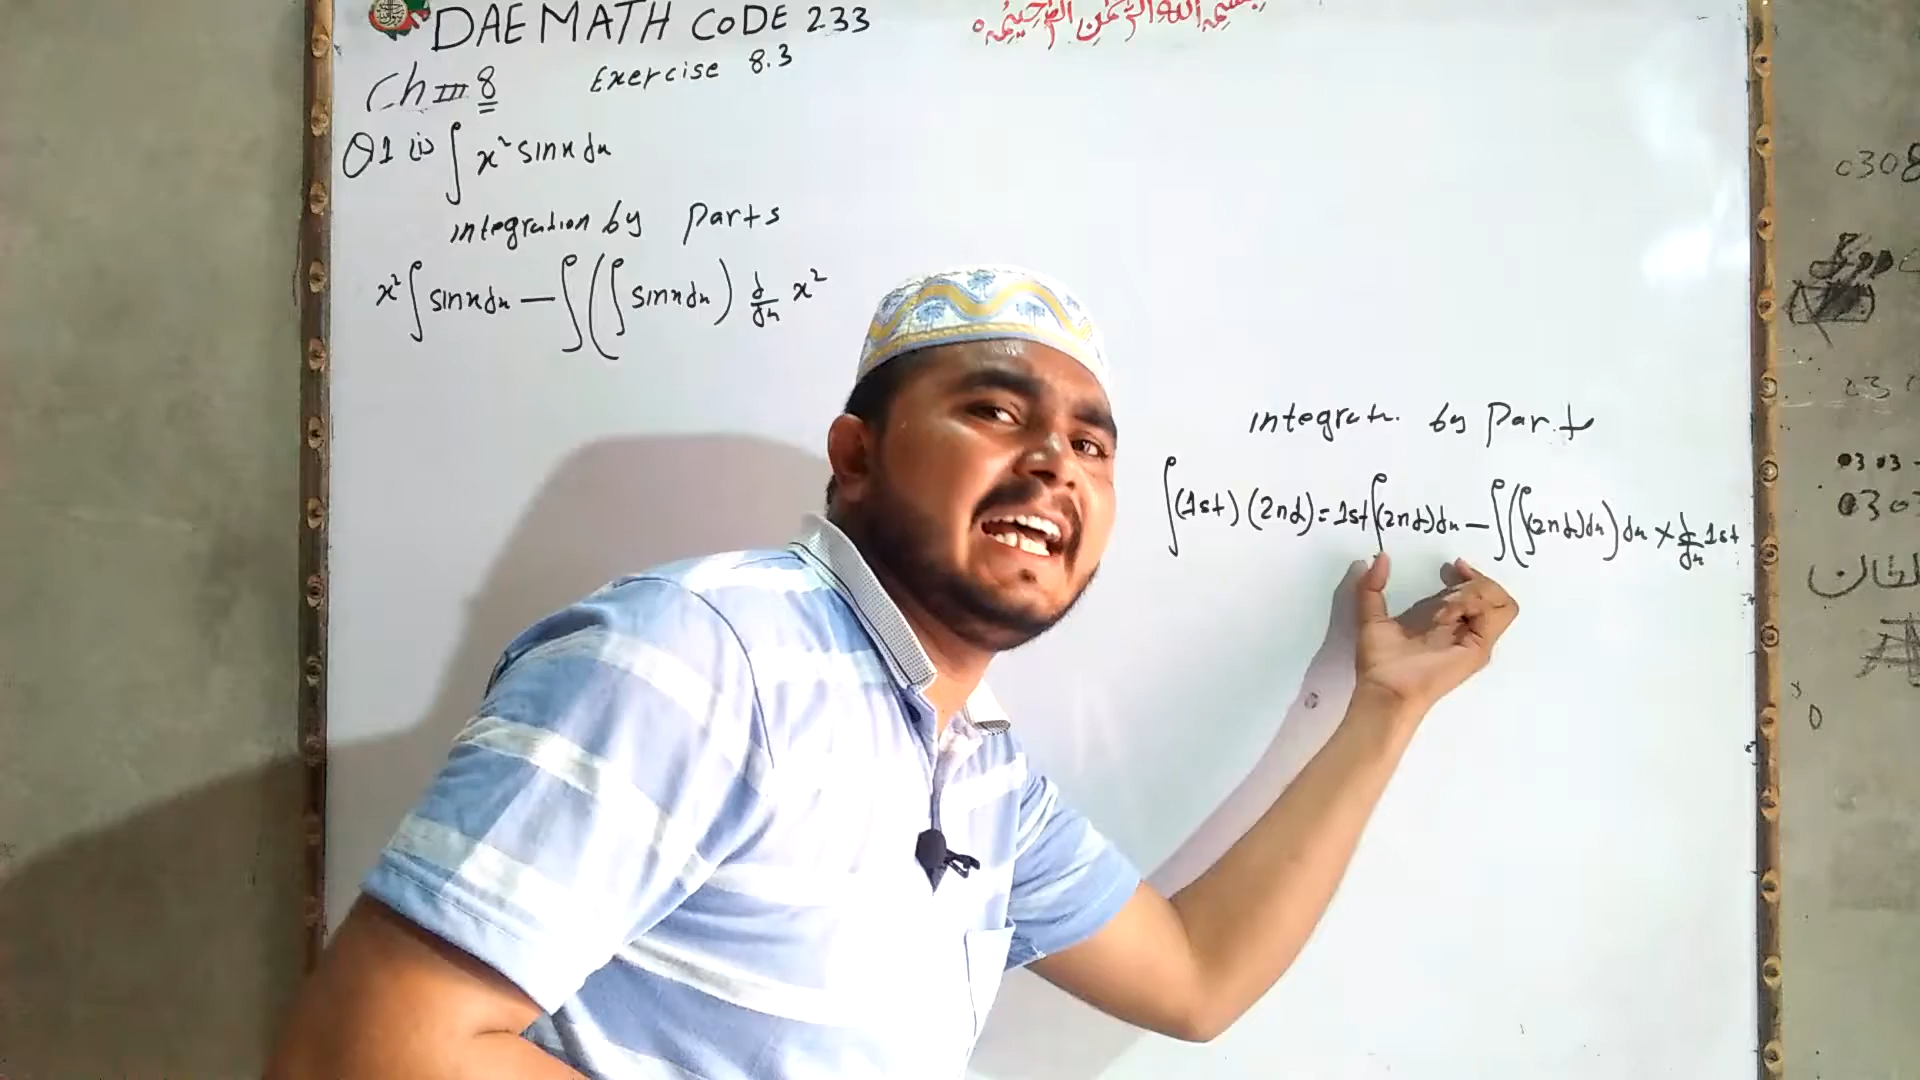 DAE MATH CODE 233
بسم الله الرحمن الرحيم
Ch 8
Exercise 8.3
Q1 (i) ∫ x² sinx dx
integration by parts
x² ∫ sinx dx — ∫ (∫ sinx dx) d/dx x²
integrat. by Part
∫(1st)(2nd) = 1st ∫(2nd)dx — ∫(∫(2nd)dx)dx × d/dx 1st
0308
0303